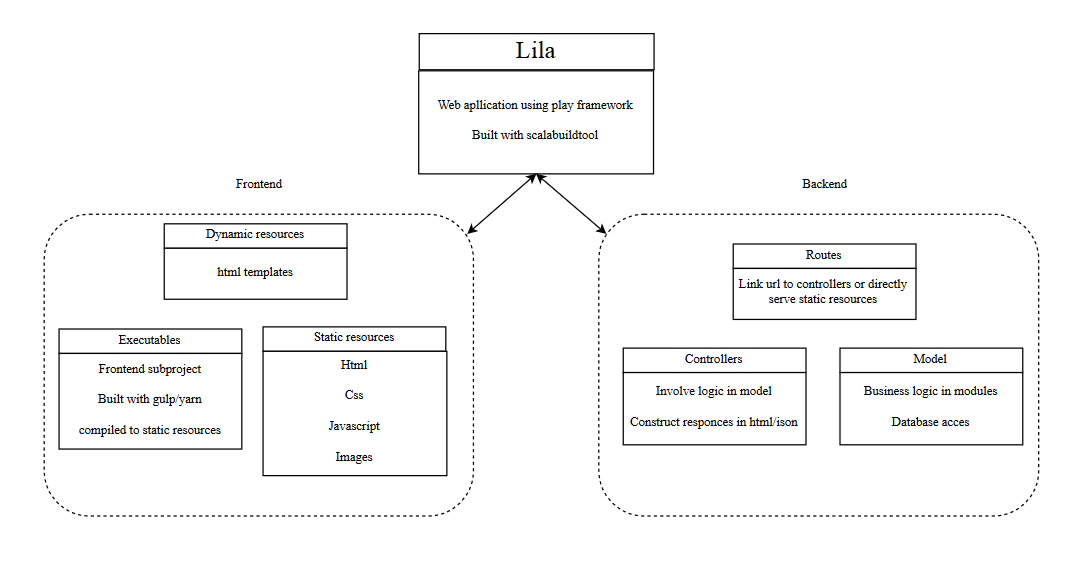 Lila
Web apllication using play framework
Built with scalabuildtool
Frontend
Backend
Dynamic resources
html templates
Executables
Frontend subproject
Built with gulp/yarn
compiled to static resources
Static resources
Html
Css
Javascript
Images
Routes
Link url to controllers or directly
serve static resources
Controllers
Involve logic in model
Construct responces in html/ison
Model
Business logic in modules
Database acces